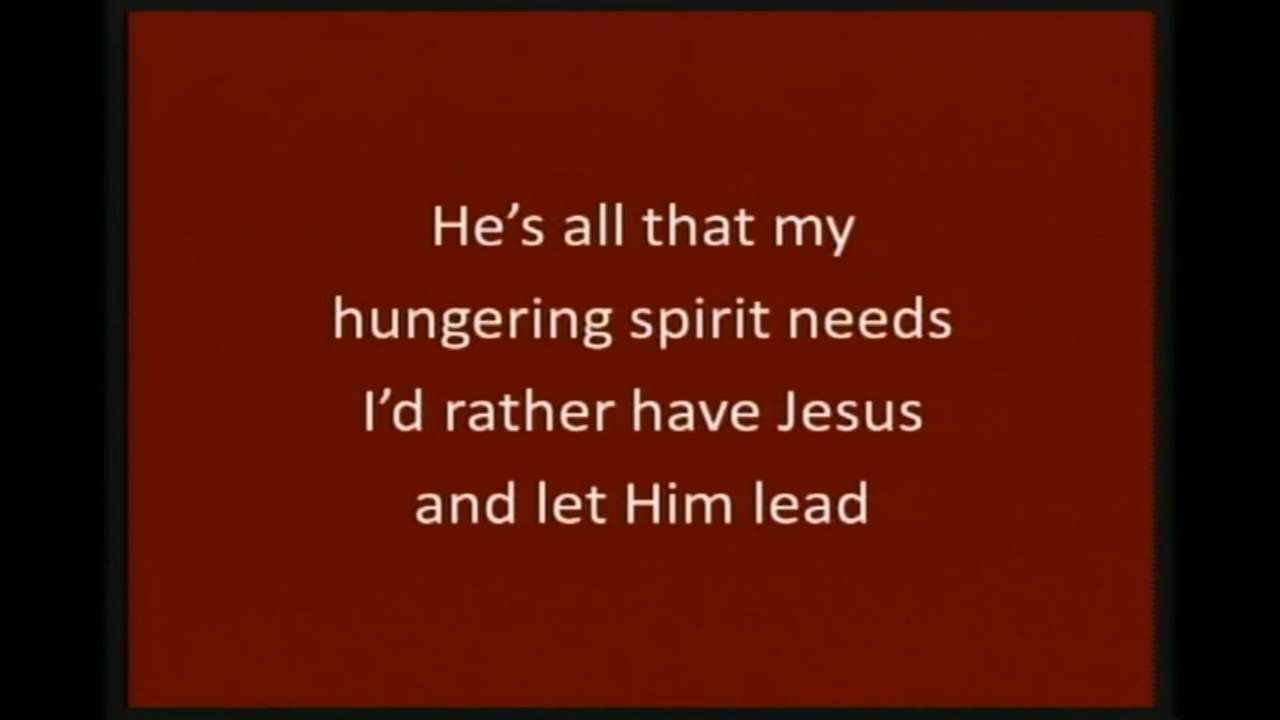 He’s all that my
hungering spirit needs
I’d rather have Jesus
and let Him lead